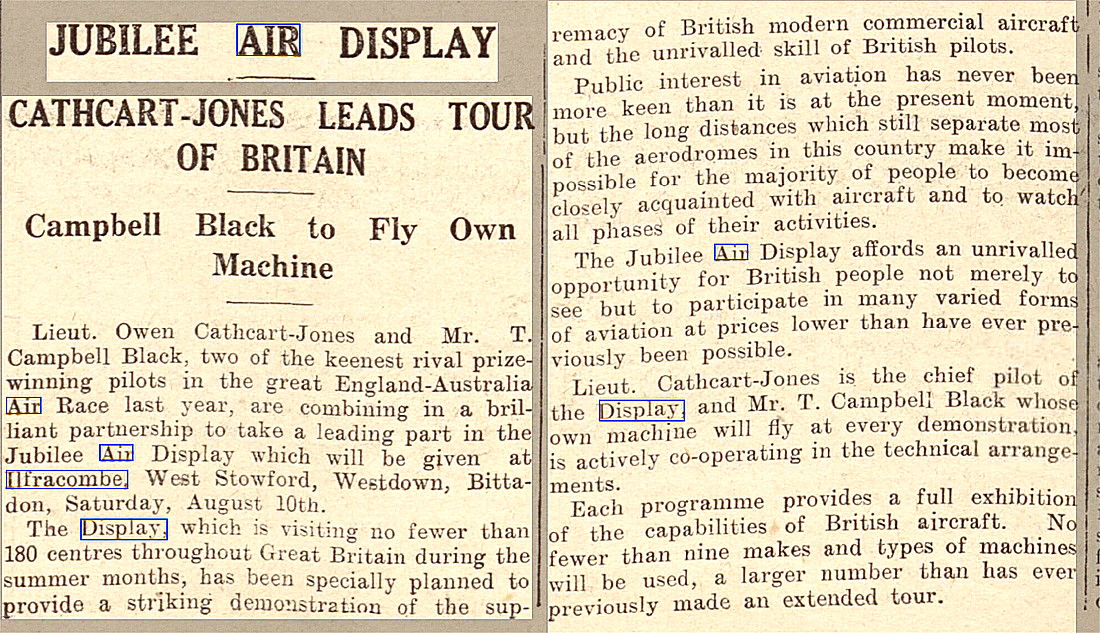 JUBILEE AIR DISPLAY
CATHCART-JONES LEADS TOUR
OF BRITAIN
Campbell Black to Fly Own
Machine
Lieut. Owen Cathcart-Jones and Mr. T.
Campbell Black, two of the keenest rival prize-
winning pilots in the great England-Australia
Air Race last year, are combining in a bril-
liant partnership to take a leading part in the
Jubilee Air Display which will be given at
Ilfracombe, West Stowford, Westdown, Bitta-
don, Saturday, August 10th.
The Display, which is visiting no fewer than
180 centres throughout Great Britain during the
summer months, has been specially planned to
provide a striking demonstration of the sup-
remacy of British modern commercial aircraft
and the unrivalled skill of British pilots.
Public interest in aviation has never been
more keen than it is at the present moment,
but the long distances which still separate most
of the aerodromes in this country make it im-
possible for the majority of people to become
closely acquainted with aircraft and to watch
all phases of their activities.
The Jubilee Air Display affords an unrivalled
opportunity for British people not merely to
see but to participate in many varied forms
of aviation at prices lower than have ever pre-
viously been possible.
Lieut. Cathcart-Jones is the chief pilot of
the Display, and Mr. T. Campbell Black whose
own machine will fly at every demonstration,
is actively co-operating in the technical arrange-
ments.
Each programme provides a full exhibition
of the capabilities of British aircraft. No
fewer than nine makes and types of machines
will be used, a larger number than has ever
previously made an extended tour.